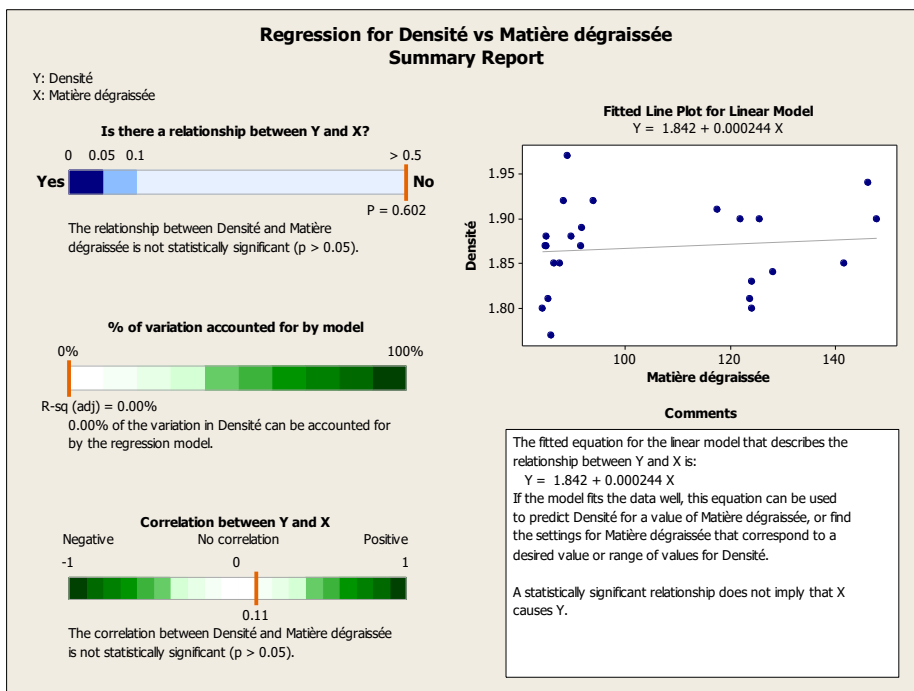 Regression for Densité vs Matière dégraissée
Summary Report
Y: Densité
X: Matière dégraissée
Is there a relationship between Y and X?
0 0.05 0.1 > 0.5
Yes No
P = 0.602
The relationship between Densité and Matière
dégraissée is not statistically significant (p > 0.05).
% of variation accounted for by model
0% 100%
R-sq (adj) = 0.00%
0.00% of the variation in Densité can be accounted for
by the regression model.
Correlation between Y and X
Negative No correlation Positive
-1 0 1
0.11
The correlation between Densité and Matière dégraissée
is not statistically significant (p > 0.05).
Fitted Line Plot for Linear Model
Y = 1.842 + 0.000244 X
1.95
1.90
1.85
1.80
Densité
100 120 140
Matière dégraissée
Comments
The fitted equation for the linear model that describes the
relationship between Y and X is:
Y = 1.842 + 0.000244 X
If the model fits the data well, this equation can be used
to predict Densité for a value of Matière dégraissée, or find
the settings for Matière dégraissée that correspond to a
desired value or range of values for Densité.
A statistically significant relationship does not imply that X
causes Y.